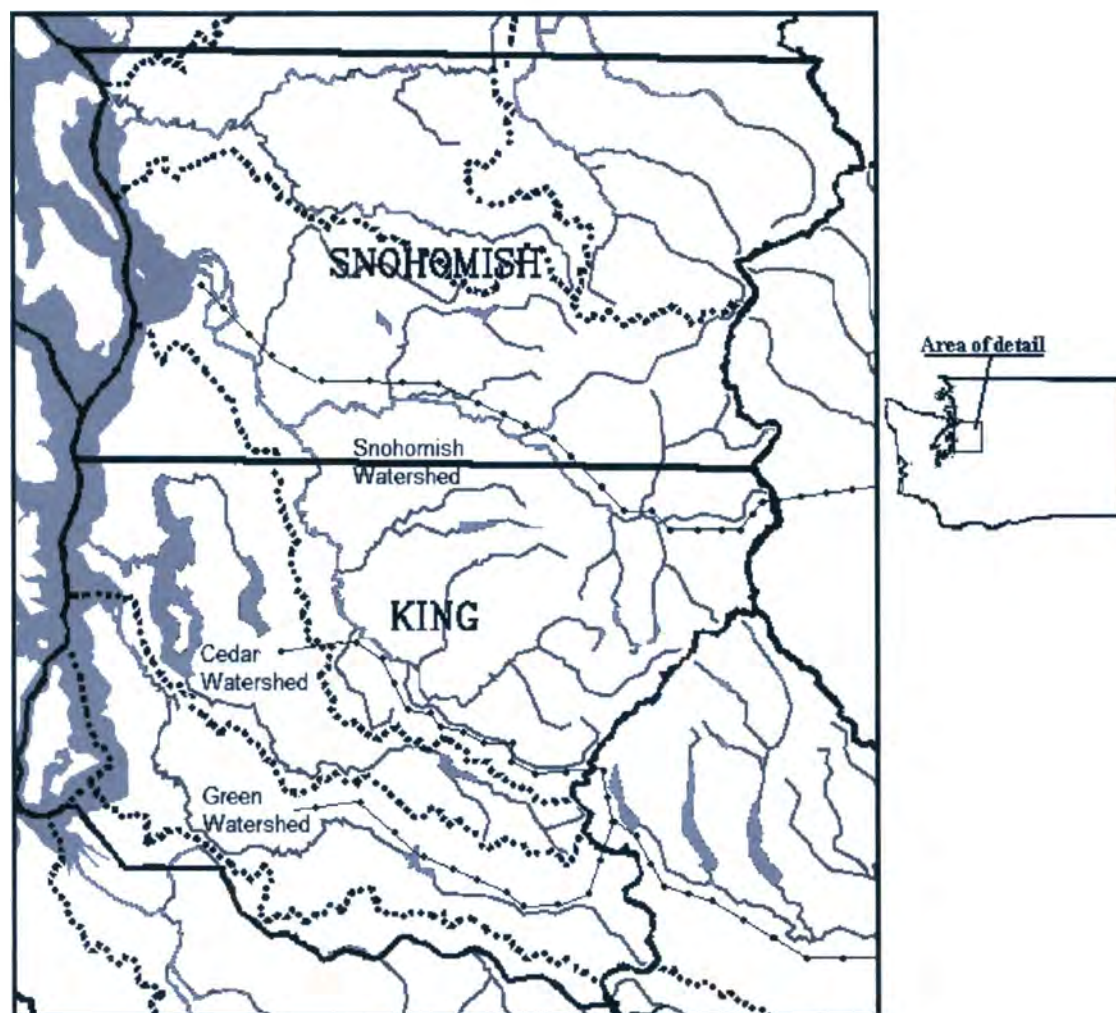 SNOHOMISH
Area of detail
Snohomish
Watershed
KING
Cedar
Watershed
Green
Watershed